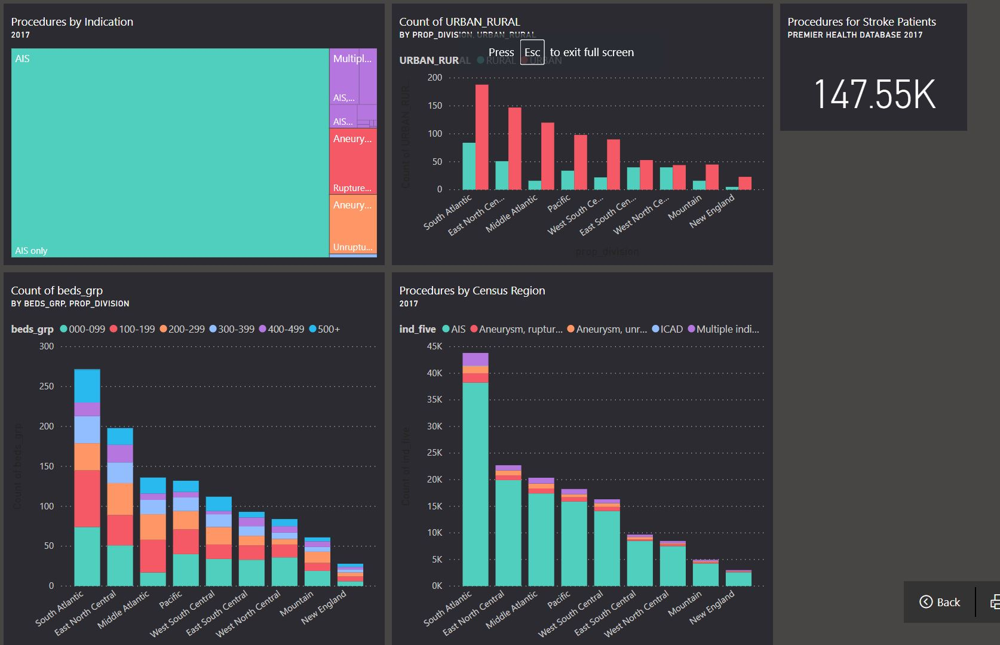 Procedures by Indication
2017
AIS
Multipl...
AIS,...
AIS...
Aneury...
Rupture...
Aneury...
Unruptu...
AIS only
Count of URBAN_RURAL
BY PROP_DIVISION, URBAN_RURAL
Press Esc to exit full screen
URBAN_RURAL RURAL URBAN
Count of URBAN_RUR...
200
150
100
50
0
South Atlantic
East North Cen...
Middle Atlantic
Pacific
West South Ce...
East South Cen...
West North Ce...
Mountain
New England
prop_division
Procedures for Stroke Patients
PREMIER HEALTH DATABASE 2017
147.55K
Count of beds_grp
BY BEDS_GRP, PROP_DIVISION
beds_grp 000-099 100-199 200-299 300-399 400-499 500+
Count of beds_grp
300
250
200
150
100
50
0
South Atlantic
East North Central
Middle Atlantic
Pacific
West South Central
East South Central
West North Central
Mountain
New England
Procedures by Census Region
2017
ind_five AIS Aneurysm, ruptur... Aneurysm, unr... ICAD Multiple indi...
Count of ind_five
45K
40K
35K
30K
25K
20K
15K
10K
5K
0K
South Atlantic
East North Central
Middle Atlantic
Pacific
West South Central
East South Central
West North Central
Mountain
New England
Back